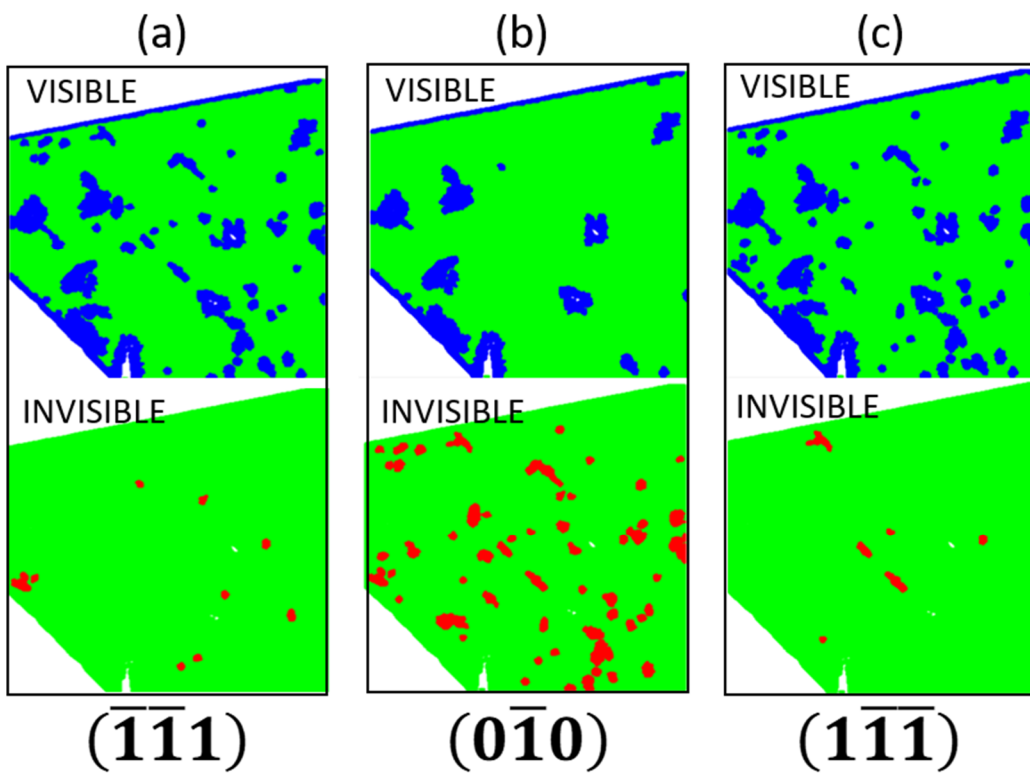 (a) (b) (c)
VISIBLE VISIBLE VISIBLE
INVISIBLE INVISIBLE INVISIBLE
(1̅1̅1) (01̅0) (11̅1̅)